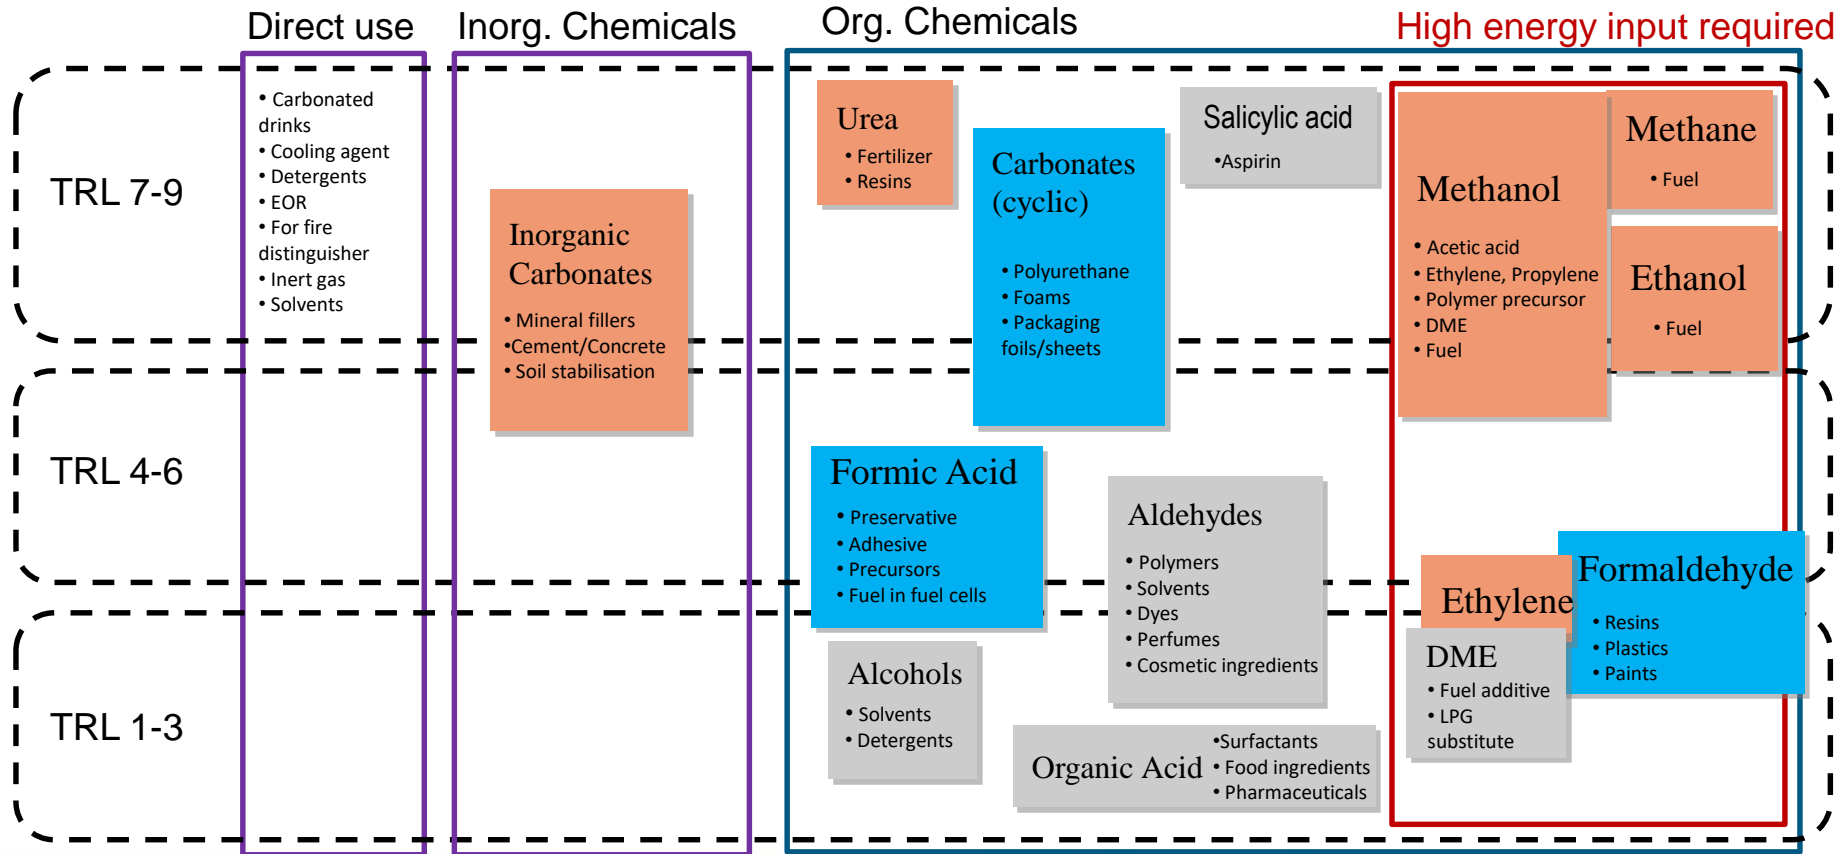 Direct use
Inorg. Chemicals
Org. Chemicals
High energy input required
TRL 7-9
• Carbonated
drinks
• Cooling agent
• Detergents
• EOR
• For fire
distinguisher
• Inert gas
• Solvents
Inorganic
Carbonates
• Mineral fillers
•Cement/Concrete
• Soil stabilisation
Urea
• Fertilizer
• Resins
Carbonates
(cyclic)
• Polyurethane
• Foams
• Packaging
foils/sheets
Salicylic acid
•Aspirin
Methanol
• Acetic acid
• Ethylene, Propylene
• Polymer precursor
• DME
• Fuel
Methane
• Fuel
Ethanol
• Fuel
TRL 4-6
Formic Acid
• Preservative
• Adhesive
• Precursors
• Fuel in fuel cells
Aldehydes
• Polymers
• Solvents
• Dyes
• Perfumes
• Cosmetic ingredients
Ethylene
Formaldehyde
• Resins
• Plastics
• Paints
TRL 1-3
Alcohols
• Solvents
• Detergents
Organic Acid
•Surfactants
• Food ingredients
• Pharmaceuticals
DME
• Fuel additive
• LPG
substitute